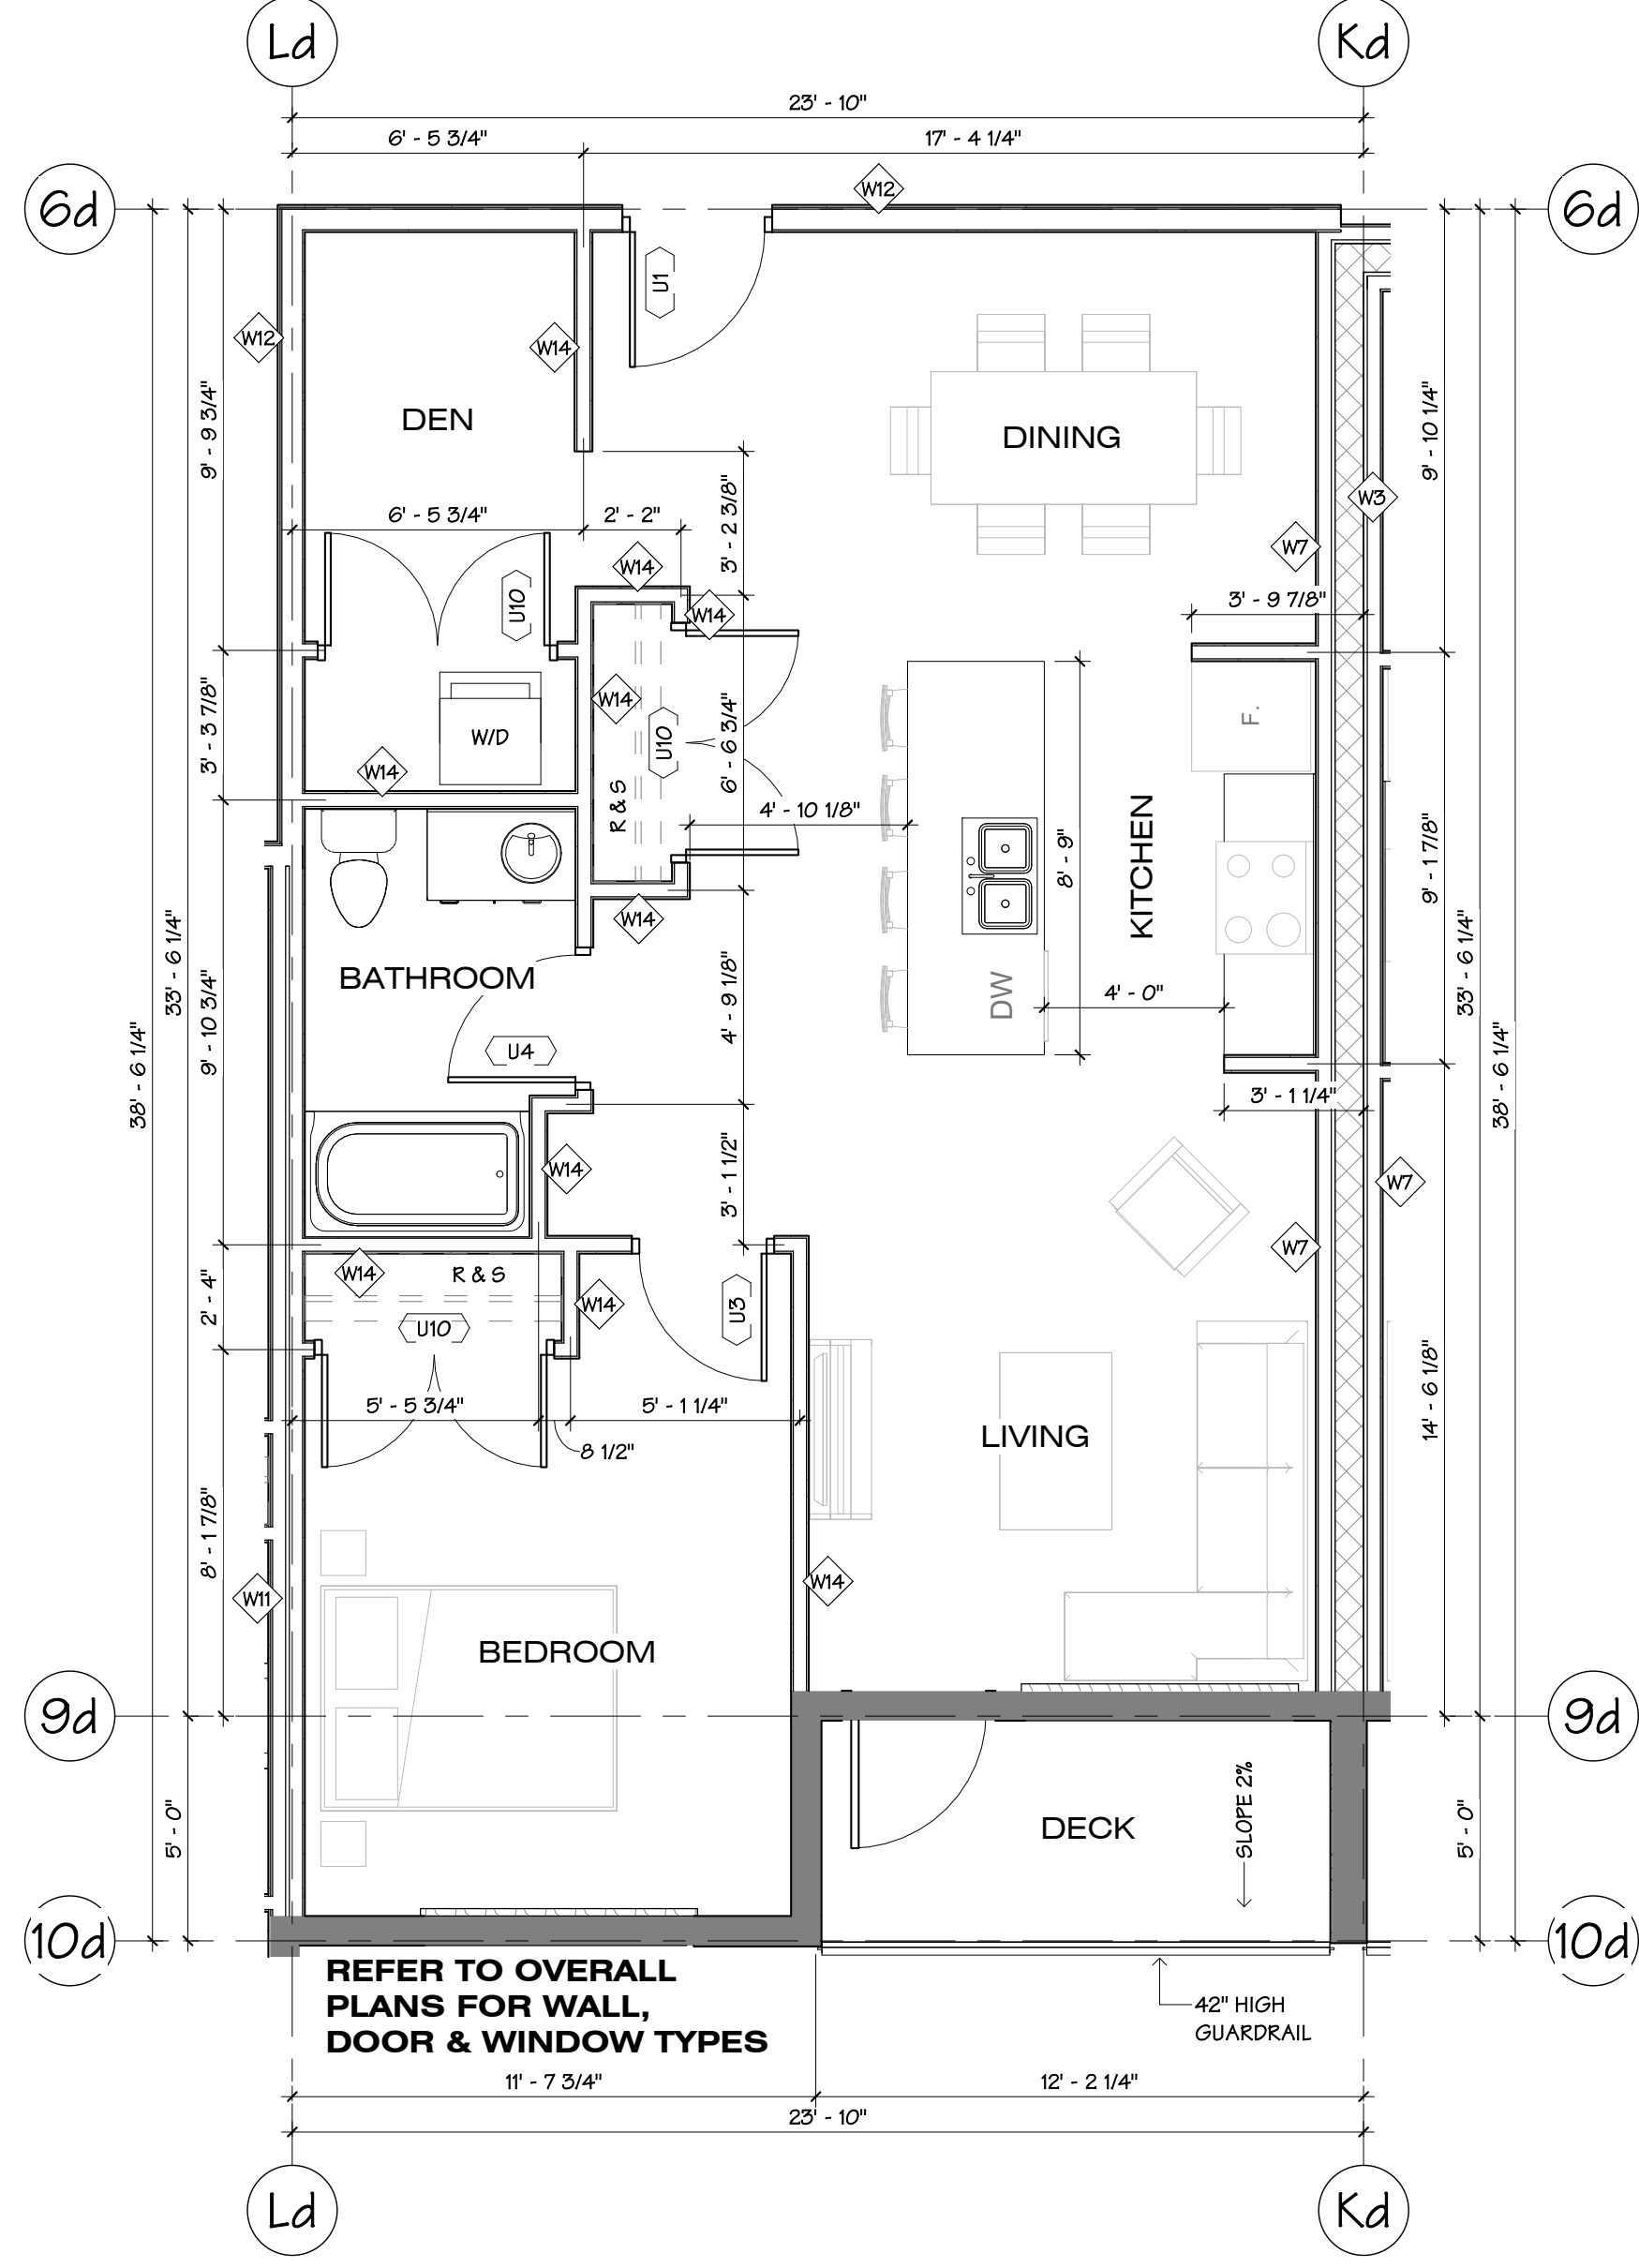 Ld
Kd
23' - 10"
6' - 5 3/4"
17' - 4 1/4"
W12
6d
6d
U1
W12
W14
DEN
DINING
9' - 9 3/4"
9' - 10 1/4"
W3
6' - 5 3/4"
2' - 2"
3' - 2 3/8"
W7
W14
U10
W14
3' - 9 7/8"
W14
U10
R & S
6' - 6 3/4"
3' - 3 7/8"
W/D
W14
F.
4' - 10 1/8"
8' - 9"
KITCHEN
9' - 1 7/8"
W14
33' - 6 1/4"
33' - 6 1/4"
BATHROOM
9' - 10 3/4"
4' - 9 1/8"
DW
4' - 0"
U4
38' - 6 1/4"
38' - 6 1/4"
3' - 1 1/4"
W14
3' - 1 1/2"
W7
W7
W14
R & S
2' - 4"
W14
U3
U10
5' - 5 3/4"
5' - 1 1/4"
14' - 6 1/8"
8 1/2"
LIVING
8' - 1 7/8"
W11
W14
BEDROOM
9d
9d
5' - 0"
DECK
SLOPE 2%
5' - 0"
10d
10d
REFER TO OVERALL
PLANS FOR WALL,
DOOR & WINDOW TYPES
42" HIGH
GUARDRAIL
11' - 7 3/4"
12' - 2 1/4"
23' - 10"
Ld
Kd